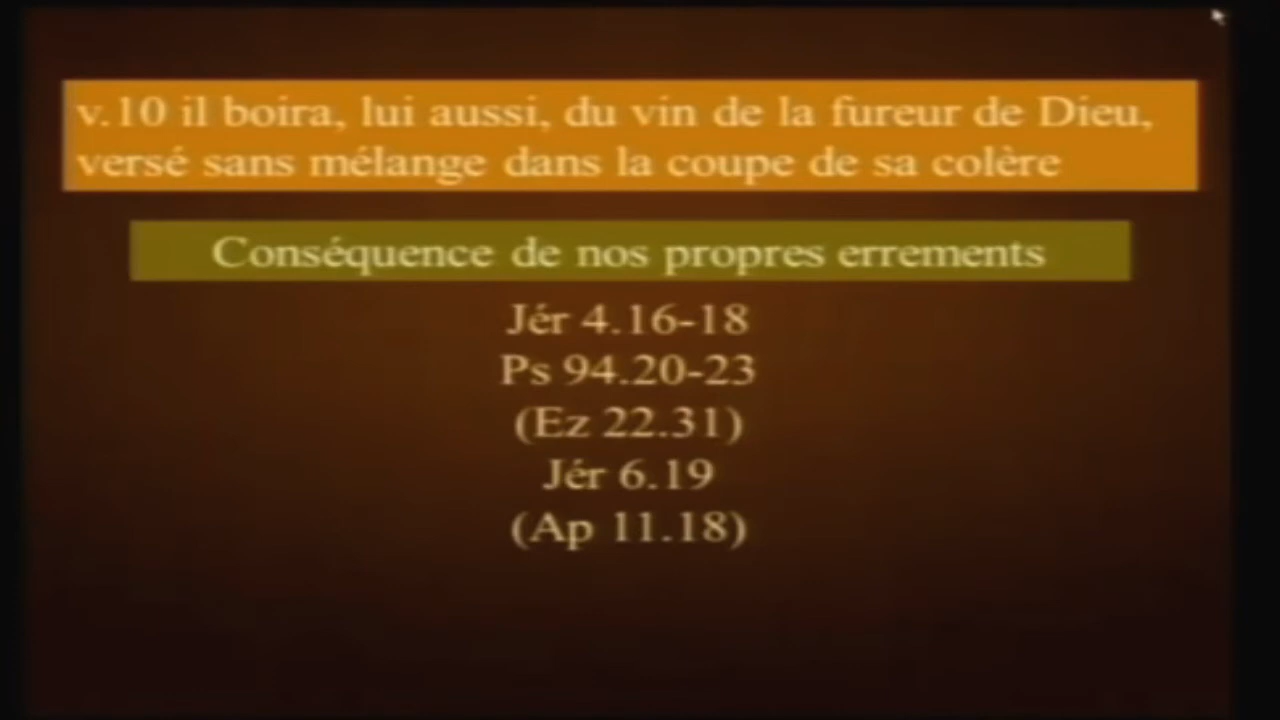 v.10 il boira, lui aussi, du vin de la fureur de Dieu,
versé sans mélange dans la coupe de sa colère
Conséquence de nos propres errements
Jér 4.16-18
Ps 94.20-23
(Ez 22.31)
Jér 6.19
(Ap 11.18)